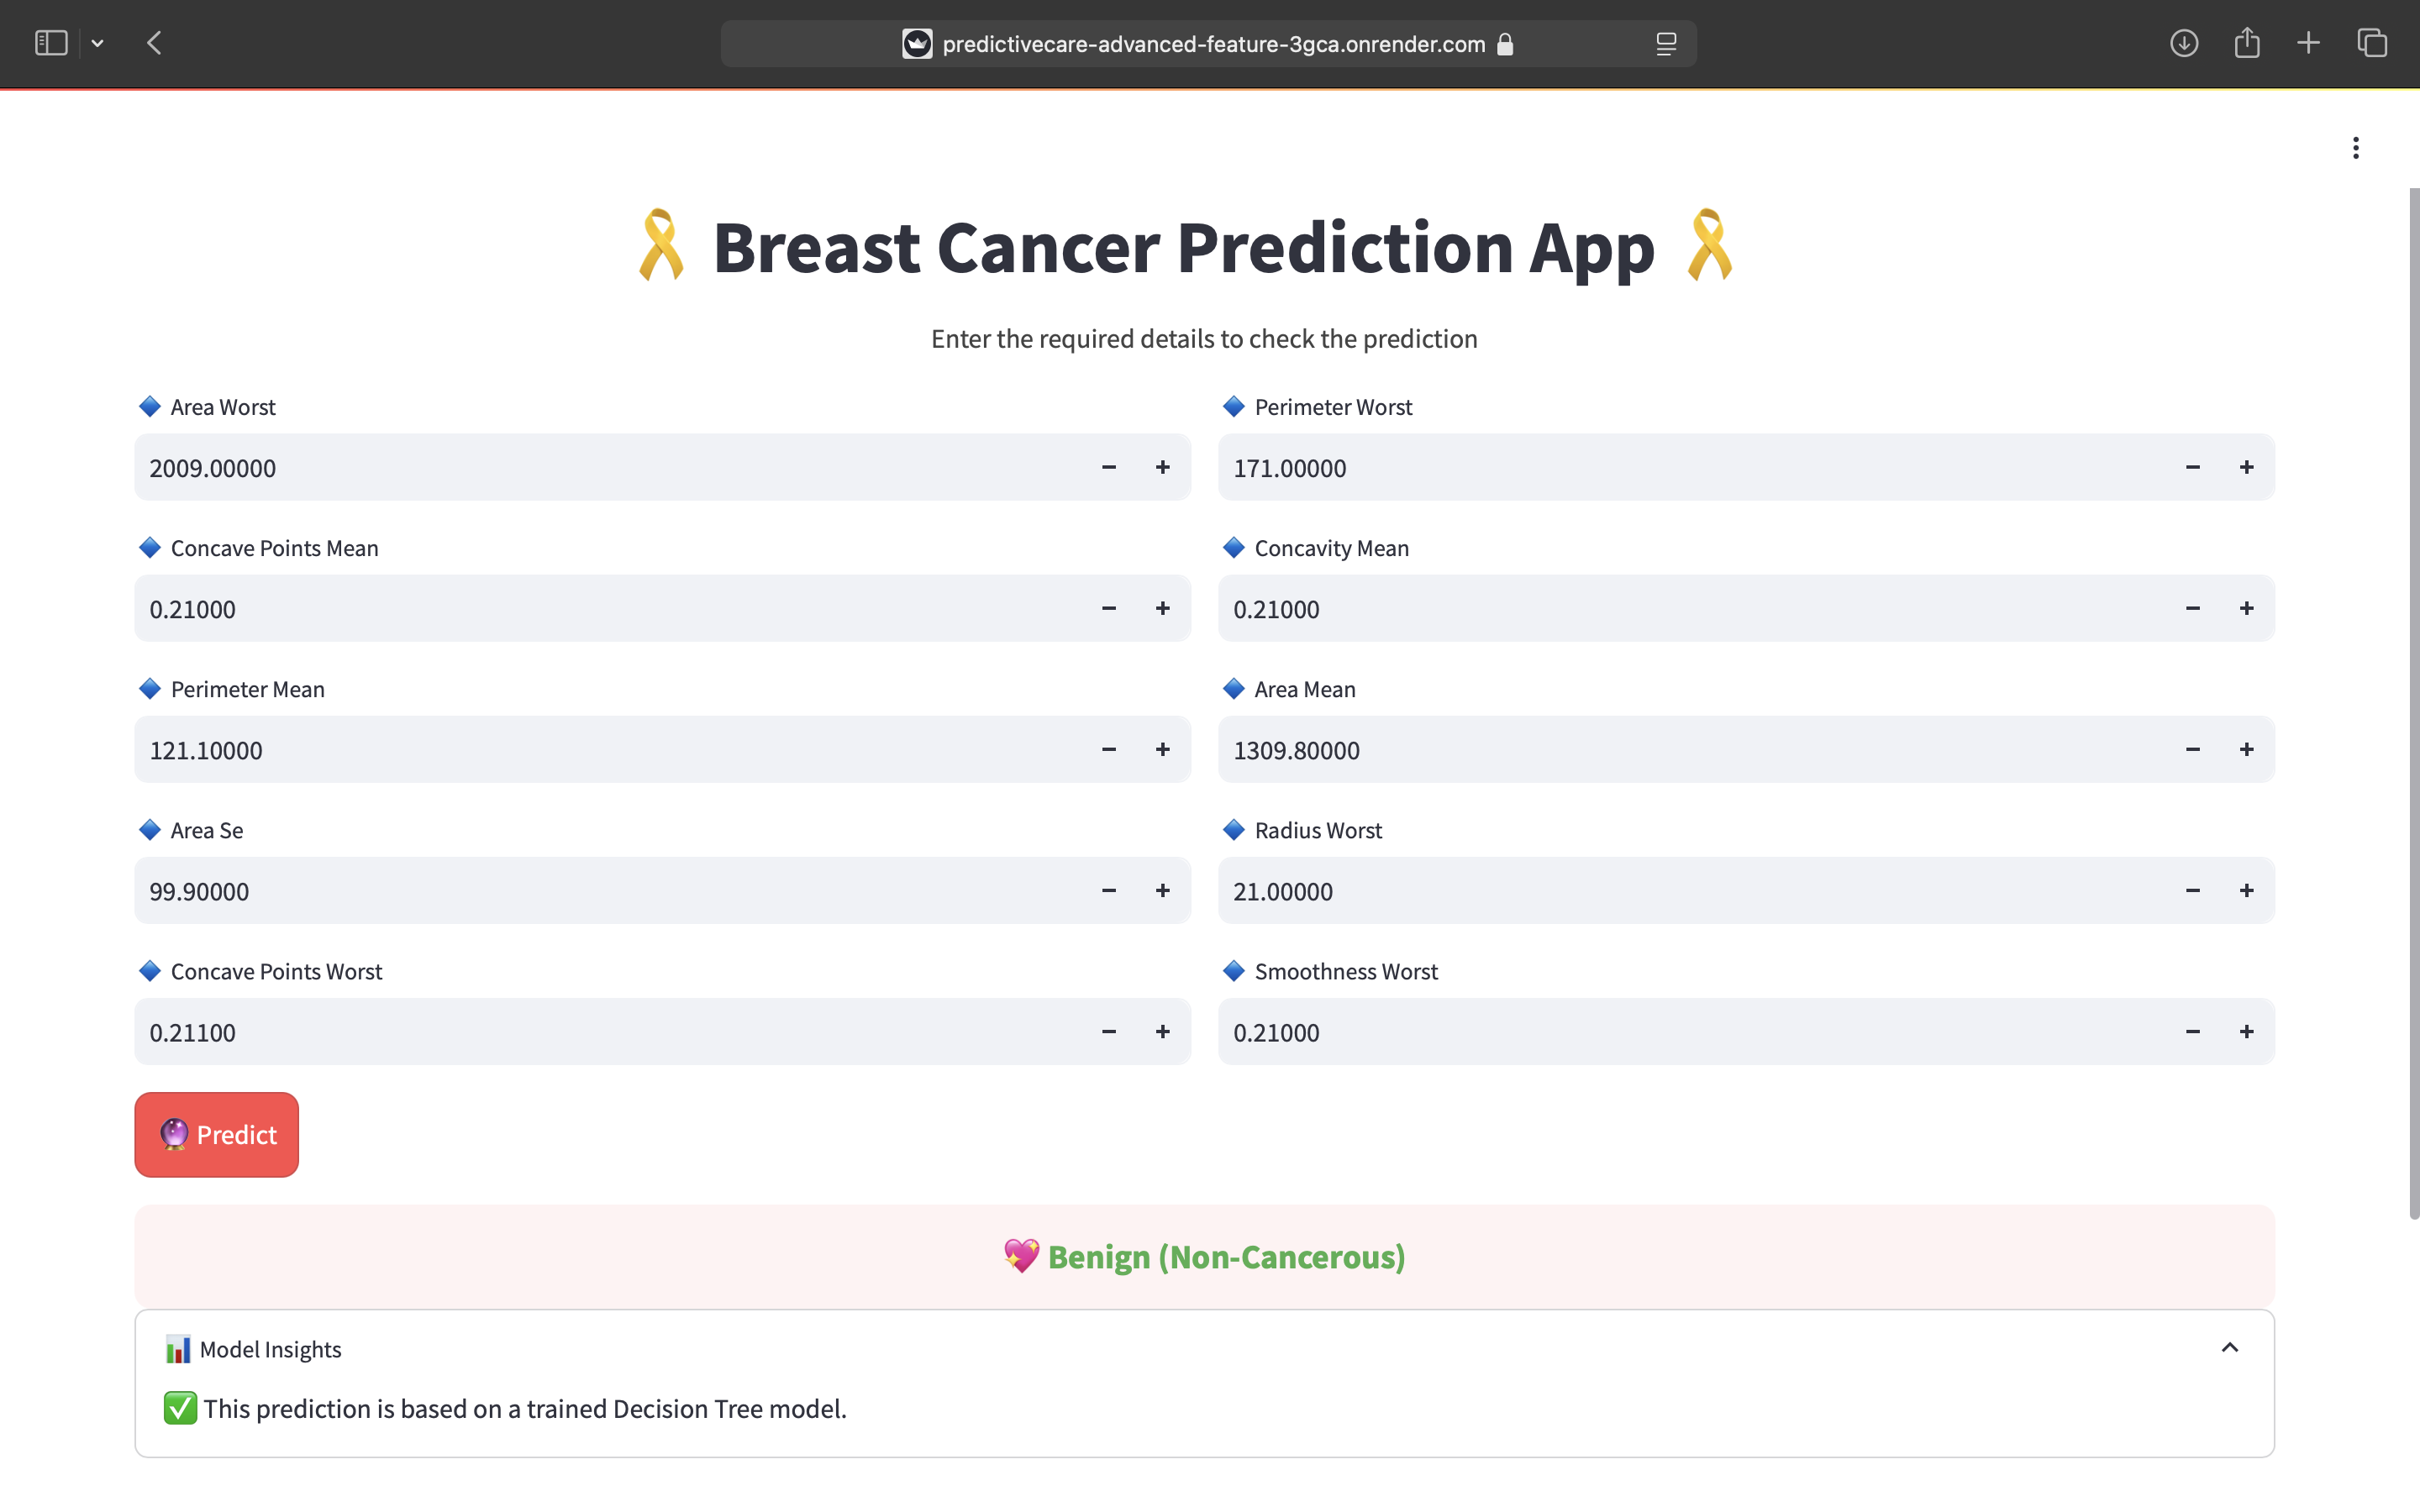 predictivecare-advanced-feature-3gca.onrender.com
Breast Cancer Prediction App
Enter the required details to check the prediction
Area Worst
Perimeter Worst
2009.00000
171.00000
Concave Points Mean
Concavity Mean
0.21000
0.21000
Perimeter Mean
Area Mean
121.10000
1309.80000
Area Se
Radius Worst
99.90000
21.00000
Concave Points Worst
Smoothness Worst
0.21100
0.21000
Predict
Benign (Non-Cancerous)
Model Insights
This prediction is based on a trained Decision Tree model.